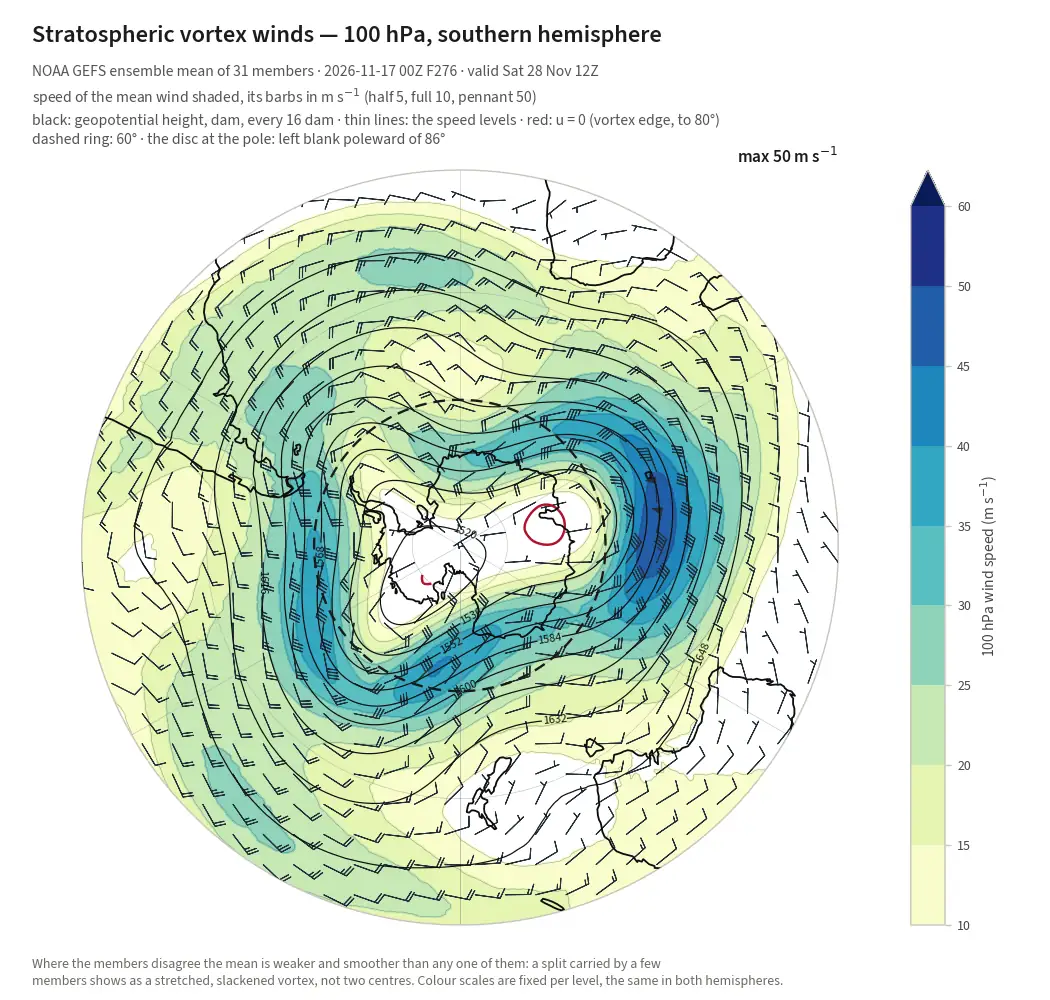 Stratospheric vortex winds — 100 hPa, southern hemisphere
NOAA GEFS ensemble mean of 31 members · 2026-11-17 00Z F276 · valid Sat 28 Nov 12Z
speed of the mean wind shaded, its barbs in m s⁻¹ (half 5, full 10, pennant 50)
black: geopotential height, dam, every 16 dam · thin lines: the speed levels · red: u = 0 (vortex edge, to 80°)
dashed ring: 60° · the disc at the pole: left blank poleward of 86°
max 50 m s⁻¹
60
50
45
40
35
30
25
20
15
10
100 hPa wind speed (m s⁻¹)
1520
1568
1616
1536
1552
1584
1600
1648
1632
Where the members disagree the mean is weaker and smoother than any one of them: a split carried by a few
members shows as a stretched, slackened vortex, not two centres. Colour scales are fixed per level, the same in both hemispheres.